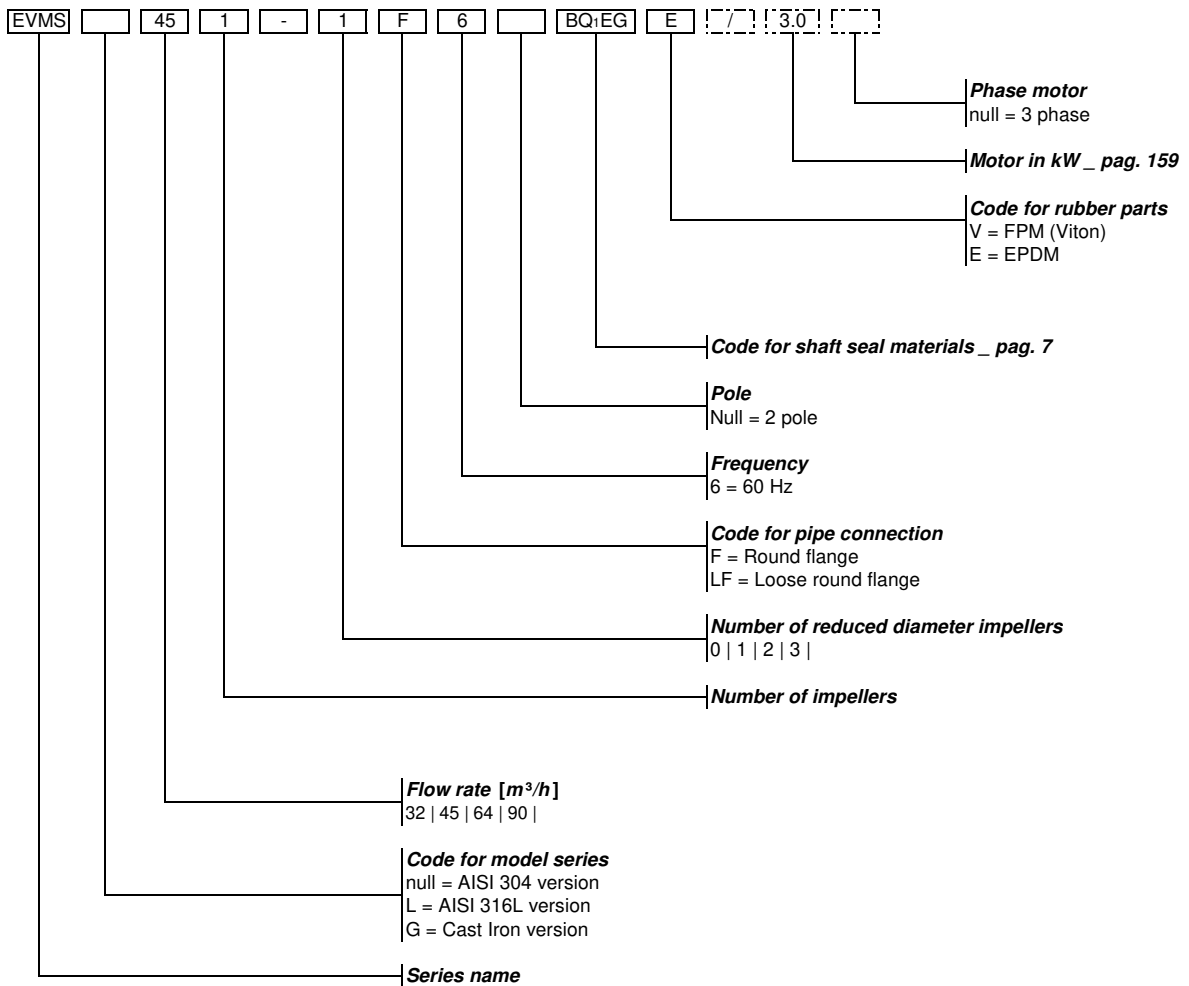 EVMS 45 1 - 1 F 6 BQ1EG E / 3.0
Phase motor
null = 3 phase
Motor in kW _ pag. 159
Code for rubber parts
V = FPM (Viton)
E = EPDM
Code for shaft seal materials _ pag. 7
Pole
Null = 2 pole
Frequency
6 = 60 Hz
Code for pipe connection
F = Round flange
LF = Loose round flange
Number of reduced diameter impellers
0 | 1 | 2 | 3 |
Number of impellers
Flow rate [m³/h]
32 | 45 | 64 | 90 |
Code for model series
null = AISI 304 version
L = AISI 316L version
G = Cast Iron version
Series name